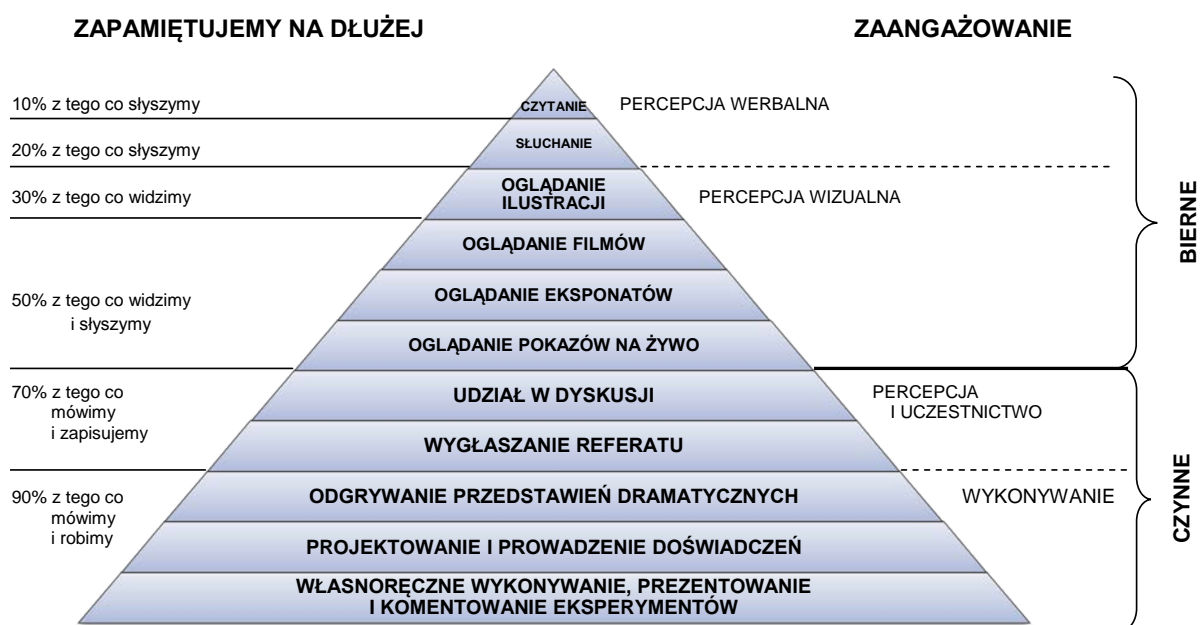 ZAPAMIĘTUJEMY NA DŁUŻEJ
ZAANGAŻOWANIE
10% z tego co słyszymy
CZYTANIE
PERCEPCJA WERBALNA
20% z tego co słyszymy
SŁUCHANIE
30% z tego co widzimy
OGLĄDANIE
ILUSTRACJI
PERCEPCJA WIZUALNA
BIERNE
OGLĄDANIE FILMÓW
50% z tego co widzimy
i słyszymy
OGLĄDANIE EKSPONATÓW
OGLĄDANIE POKAZÓW NA ŻYWO
70% z tego co
mówimy
i zapisujemy
UDZIAŁ W DYSKUSJI
PERCEPCJA
I UCZESTNICTWO
WYGŁASZANIE REFERATU
90% z tego co
mówimy
i robimy
ODGRYWANIE PRZEDSTAWIEŃ DRAMATYCZNYCH
WYKONYWANIE
CZYNNE
PROJEKTOWANIE I PROWADZENIE DOŚWIADCZEŃ
WŁASNORĘCZNE WYKONYWANIE, PREZENTOWANIE
I KOMENTOWANIE EKSPERYMENTÓW